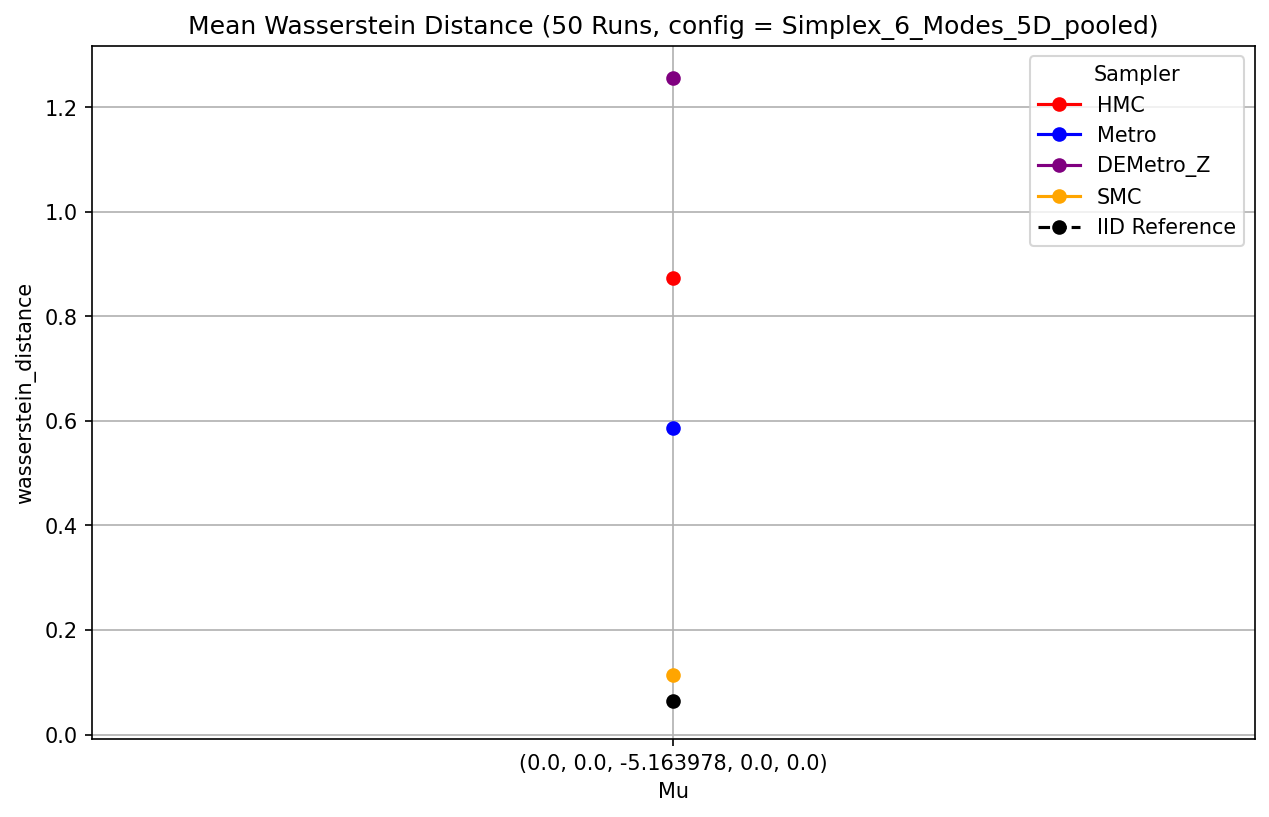 Mean Wasserstein Distance (50 Runs, config = Simplex_6_Modes_5D_pooled)
wasserstein_distance
1.2
1.0
0.8
0.6
0.4
0.2
0.0
Sampler
HMC
Metro
DEMetro_Z
SMC
IID Reference
(0.0, 0.0, -5.163978, 0.0, 0.0)
Mu